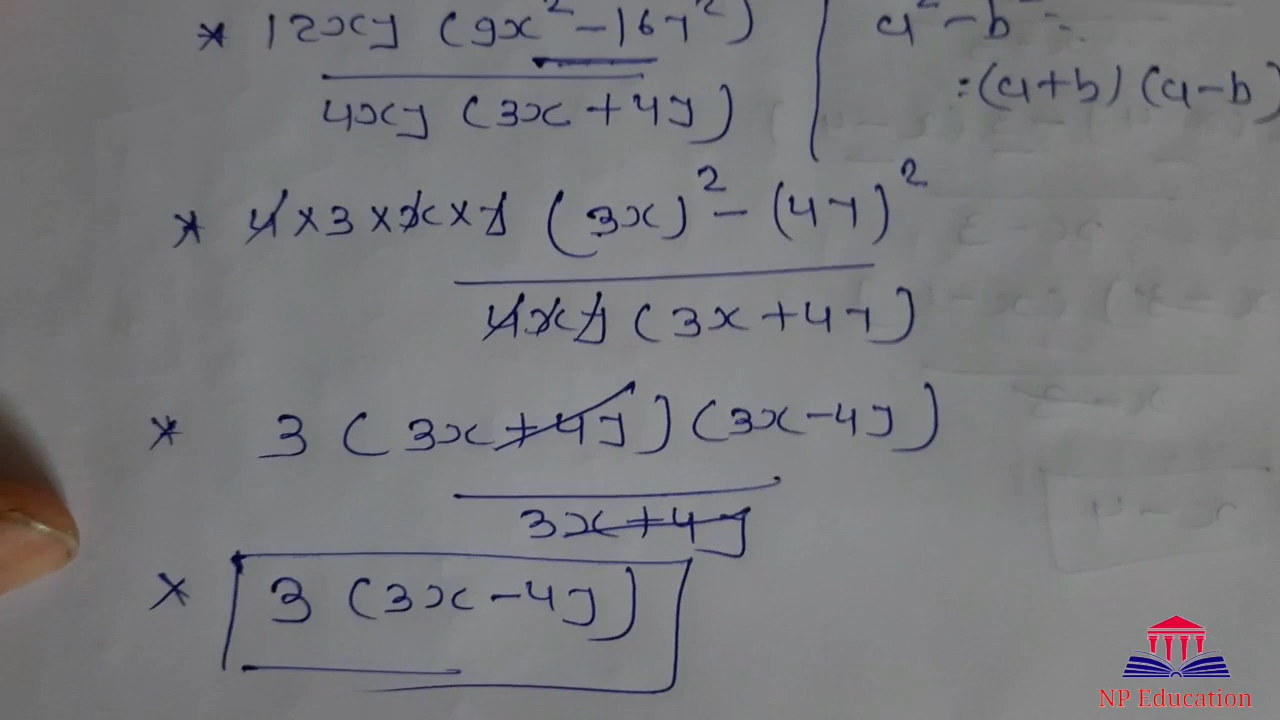 * 12xy (9x² - 16y²)
4xy (3x + 4y)
a² - b² =
= (a+b) (a-b)
* 4 × 3 × x × y (3x)² - (4y)²
4xy (3x + 4y)
* 3 (3x + 4y) (3x - 4y)
3x + 4y
* 3 (3x - 4y)
NP Education